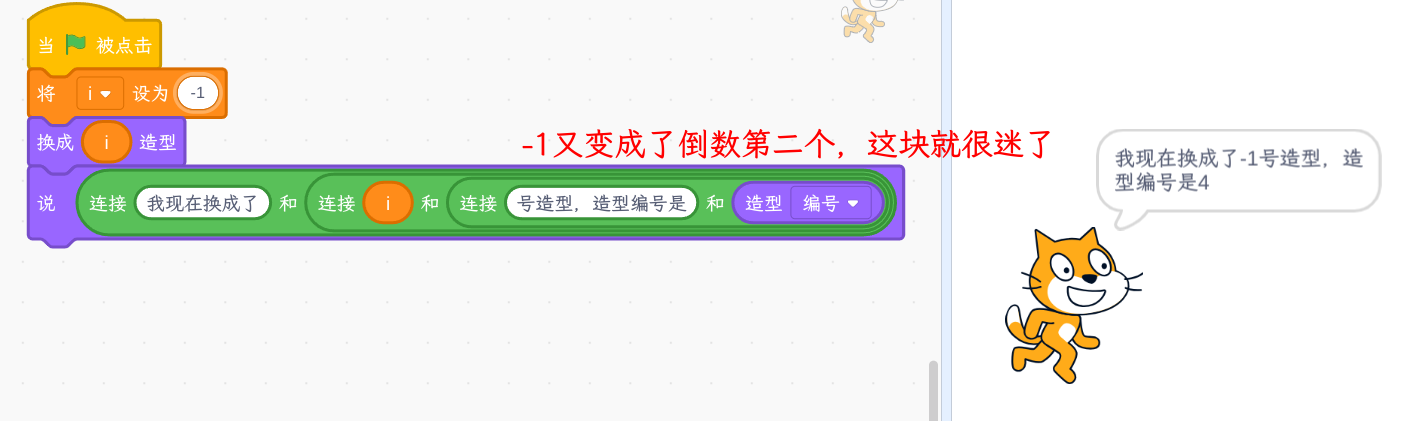 当 被点击
将 i 设为 -1
换成 i 造型
-1又变成了倒数第二个，这块就很迷了
说 连接 我现在换成了 和 连接 i 和 连接 号造型，造型编号是 和 造型 编号
我现在换成了-1号造型，造
型编号是4